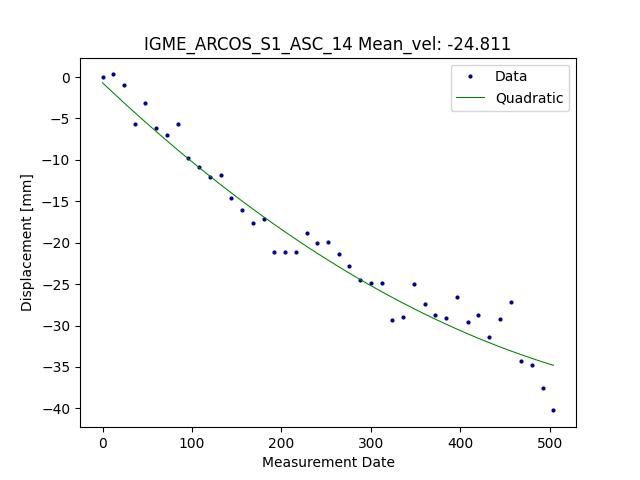 IGME_ARCOS_S1_ASC_14 Mean_vel: -24.811
Data
Quadratic
0
−5
−10
−15
−20
−25
−30
−35
−40
Displacement [mm]
0 100 200 300 400 500
Measurement Date